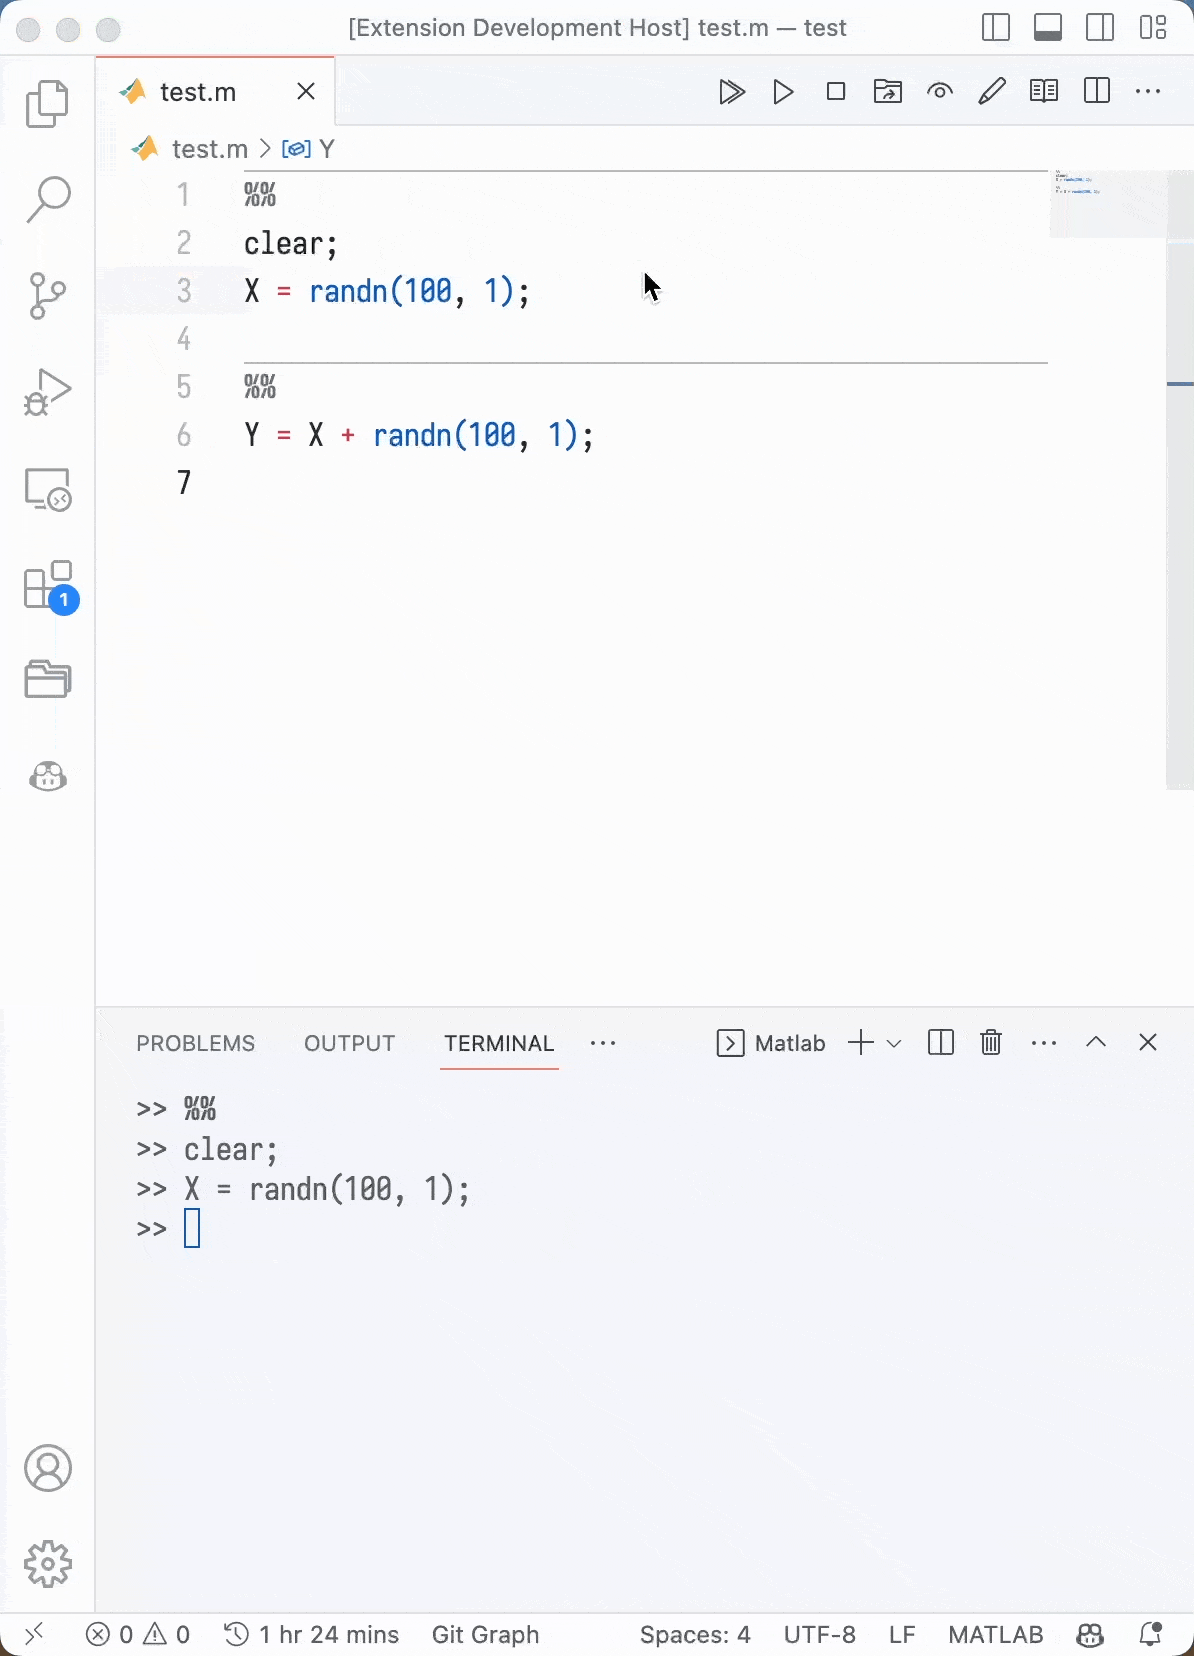 [Extension Development Host] test.m — test
test.m
test.m > Y
1 %%
2 clear;
3 X = randn(100, 1);
4
5 %%
6 Y = X + randn(100, 1);
7
1
PROBLEMS OUTPUT TERMINAL ··· Matlab
>> %%
>> clear;
>> X = randn(100, 1);
>>
0 0 1 hr 24 mins Git Graph Spaces: 4 UTF-8 LF MATLAB